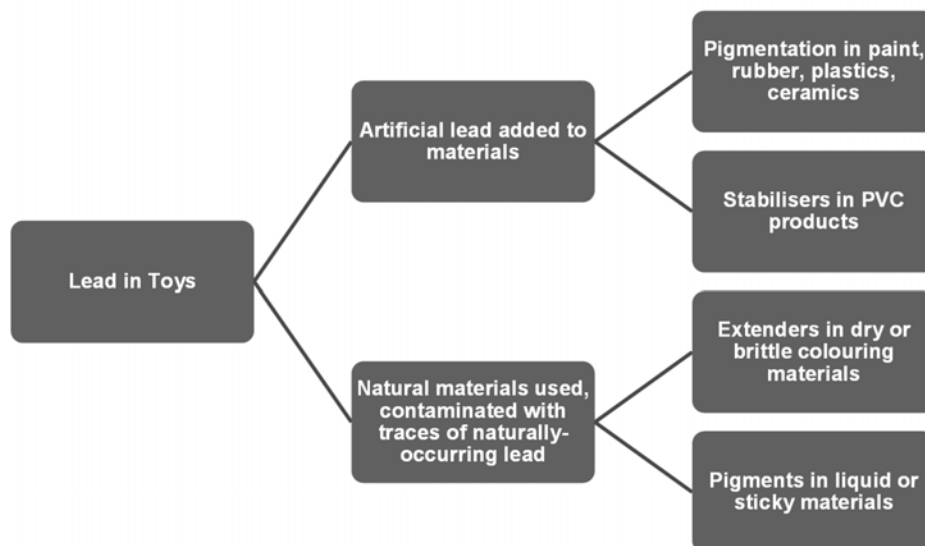 Pigmentation in paint,
rubber, plastics,
ceramics
Artificial lead added to
materials
Stabilisers in PVC
products
Lead in Toys
Extenders in dry or
brittle colouring
materials
Natural materials used,
contaminated with
traces of naturally-
occurring lead
Pigments in liquid or
sticky materials